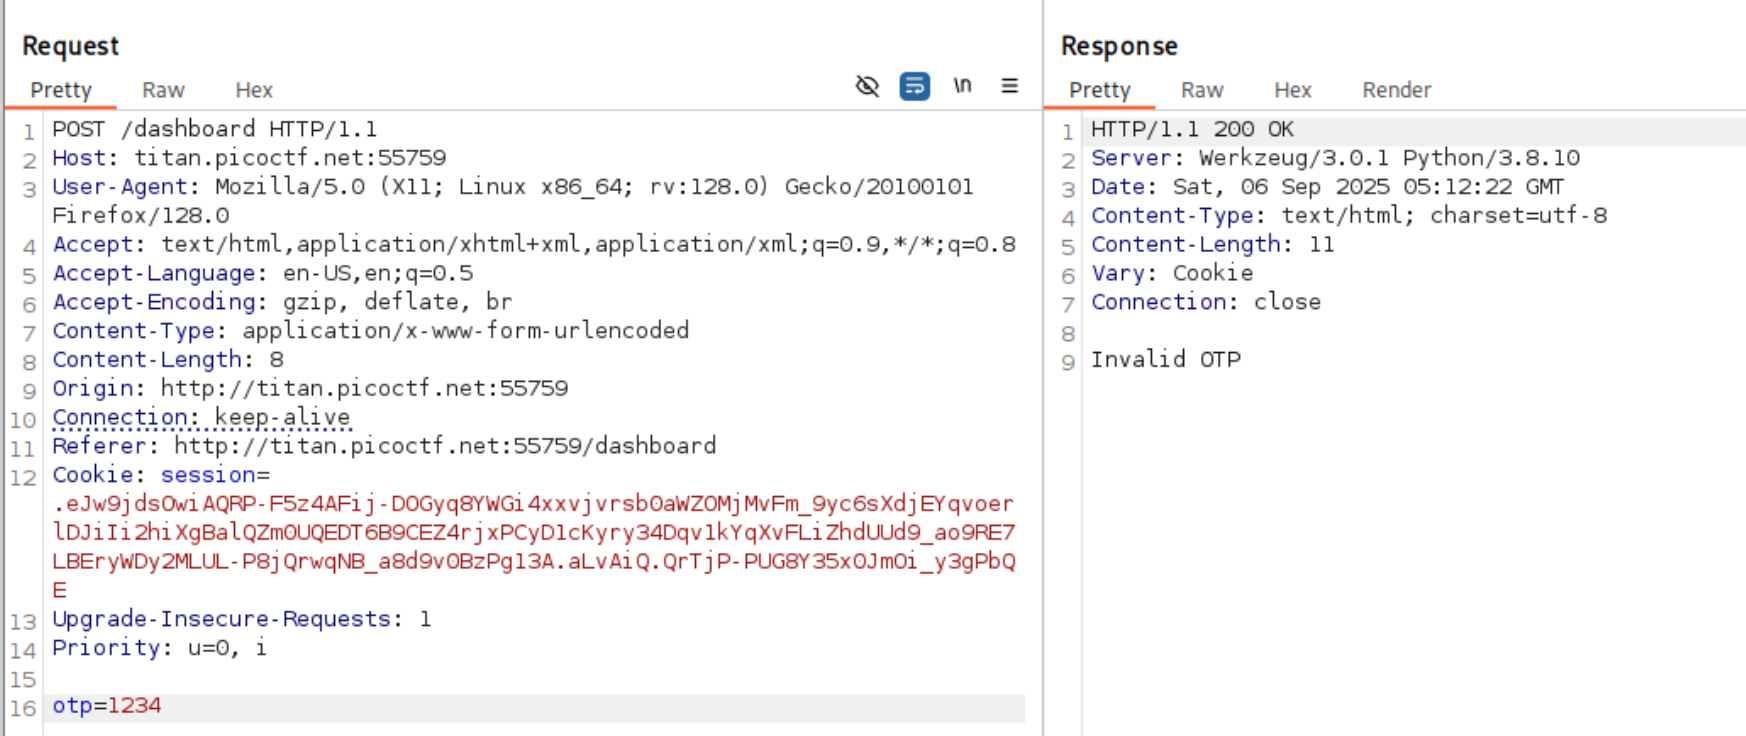 Request
Pretty Raw Hex \n
1 POST /dashboard HTTP/1.1
2 Host: titan.picoctf.net:55759
3 User-Agent: Mozilla/5.0 (X11; Linux x86_64; rv:128.0) Gecko/20100101
Firefox/128.0
4 Accept: text/html,application/xhtml+xml,application/xml;q=0.9,*/*;q=0.8
5 Accept-Language: en-US,en;q=0.5
6 Accept-Encoding: gzip, deflate, br
7 Content-Type: application/x-www-form-urlencoded
8 Content-Length: 8
9 Origin: http://titan.picoctf.net:55759
10 Connection: keep-alive
11 Referer: http://titan.picoctf.net:55759/dashboard
12 Cookie: session=
.eJw9jdsOwiAQRP-F5z4AFij-DOGyq8YWGi4xxvjvrsb0aWZOMjMvFm_9yc6sXdjEYqvoer
lDJiIi2hiXgBalQZm0UQEDT6B9CEZ4rjxPCyDlcKyry34Dqv1kYqXvFLiZhdUUd9_ao9RE7
LBEryWDy2MLUL-P8jQrwqNB_a8d9v0BzPg13A.aLvAiQ.QrTjP-PUG8Y35x0JmOi_y3gPbQ
E
13 Upgrade-Insecure-Requests: 1
14 Priority: u=0, i
15
16 otp=1234
Response
Pretty Raw Hex Render
1 HTTP/1.1 200 OK
2 Server: Werkzeug/3.0.1 Python/3.8.10
3 Date: Sat, 06 Sep 2025 05:12:22 GMT
4 Content-Type: text/html; charset=utf-8
5 Content-Length: 11
6 Vary: Cookie
7 Connection: close
8
9 Invalid OTP